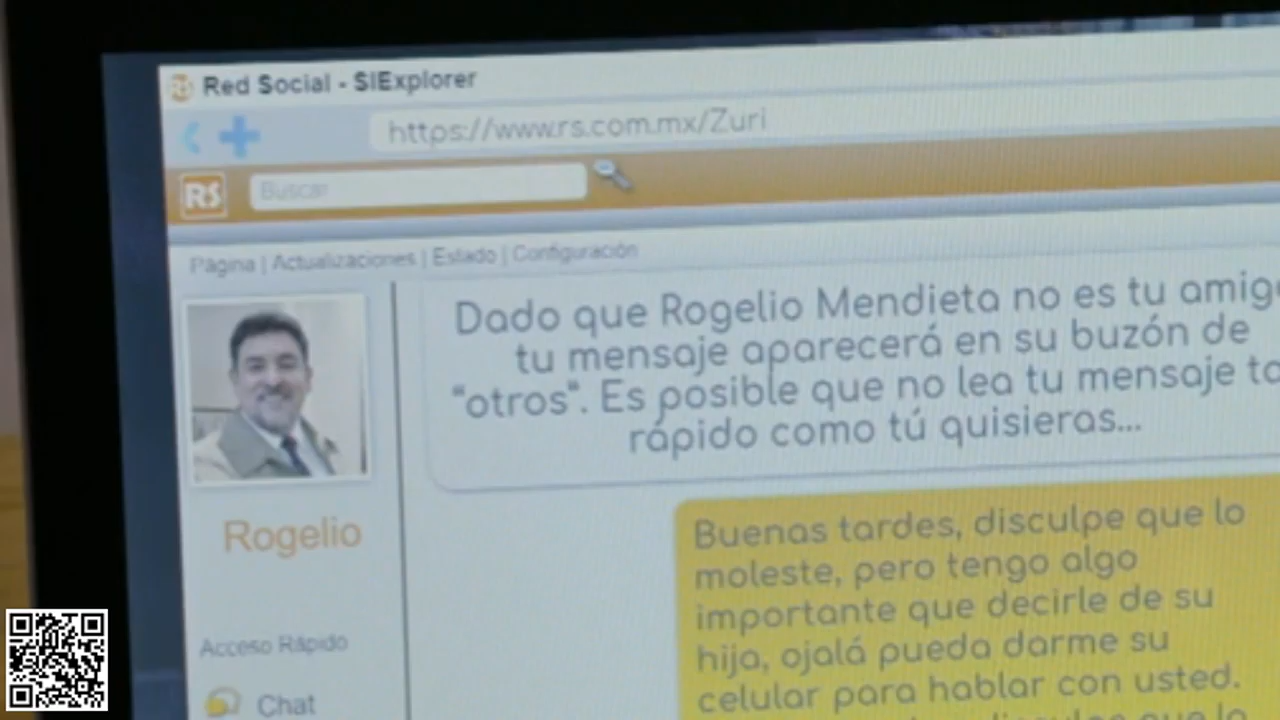 Red Social - SIExplorer
https://www.rs.com.mx/Zuri
RS
Buscar
Página | Actualizaciones | Estado | Configuración
Dado que Rogelio Mendieta no es tu amig
tu mensaje aparecerá en su buzón de
"otros". Es posible que no lea tu mensaje ta
rápido como tú quisieras...
Rogelio
Buenas tardes, disculpe que lo
moleste, pero tengo algo
importante que decirle de su
hija, ojalá pueda darme su
celular para hablar con usted.
Acceso Rápido
Chat